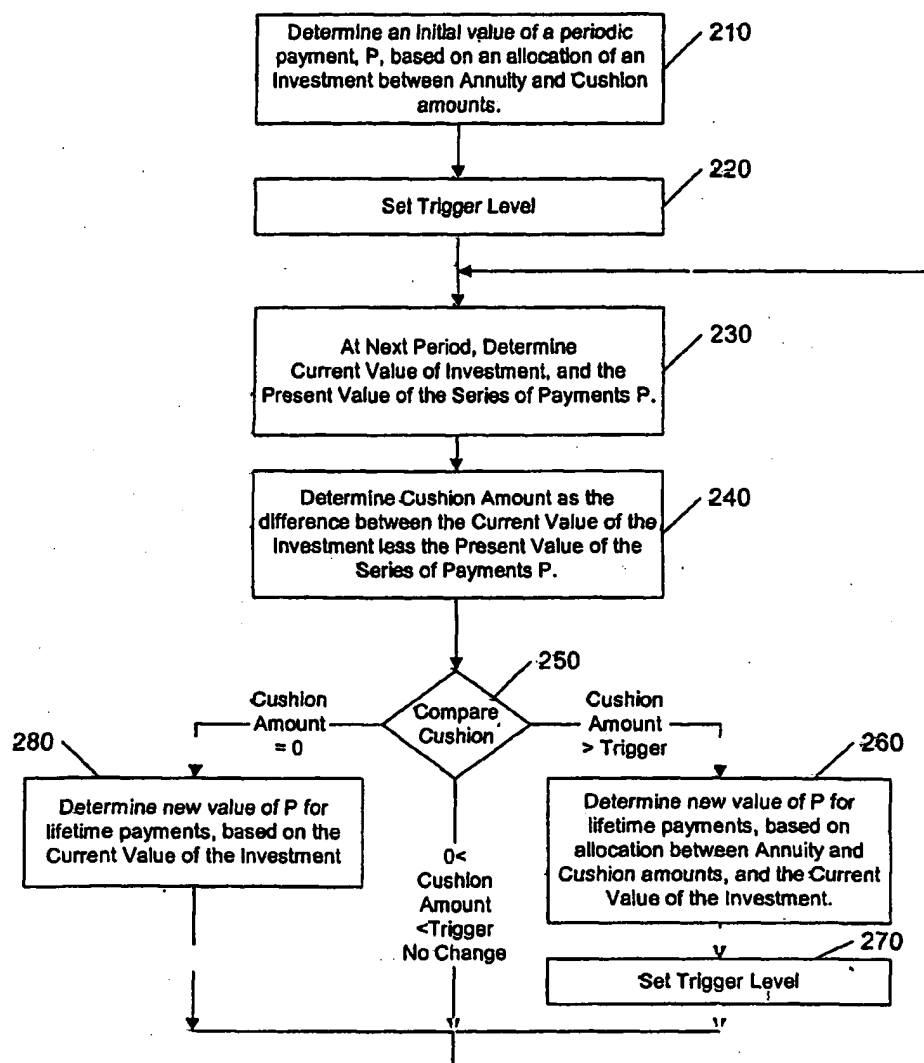 Determine an initial value of a periodic
payment, P, based on an allocation of an
Investment between Annuity and Cushion
amounts.
210
Set Trigger Level
220
At Next Period, Determine
Current Value of Investment, and the
Present Value of the Series of Payments P.
230
Determine Cushion Amount as the
difference between the Current Value of the
Investment less the Present Value of the
Series of Payments P.
240
250
Compare
Cushion
Cushion
Amount
= 0
Cushion
Amount
> Trigger
280
Determine new value of P for
lifetime payments, based on the
Current Value of the Investment
0<
Cushion
Amount
<Trigger
No Change
260
Determine new value of P for
lifetime payments, based on
allocation between Annuity and
Cushion amounts, and the Current
Value of the Investment.
270
Set Trigger Level